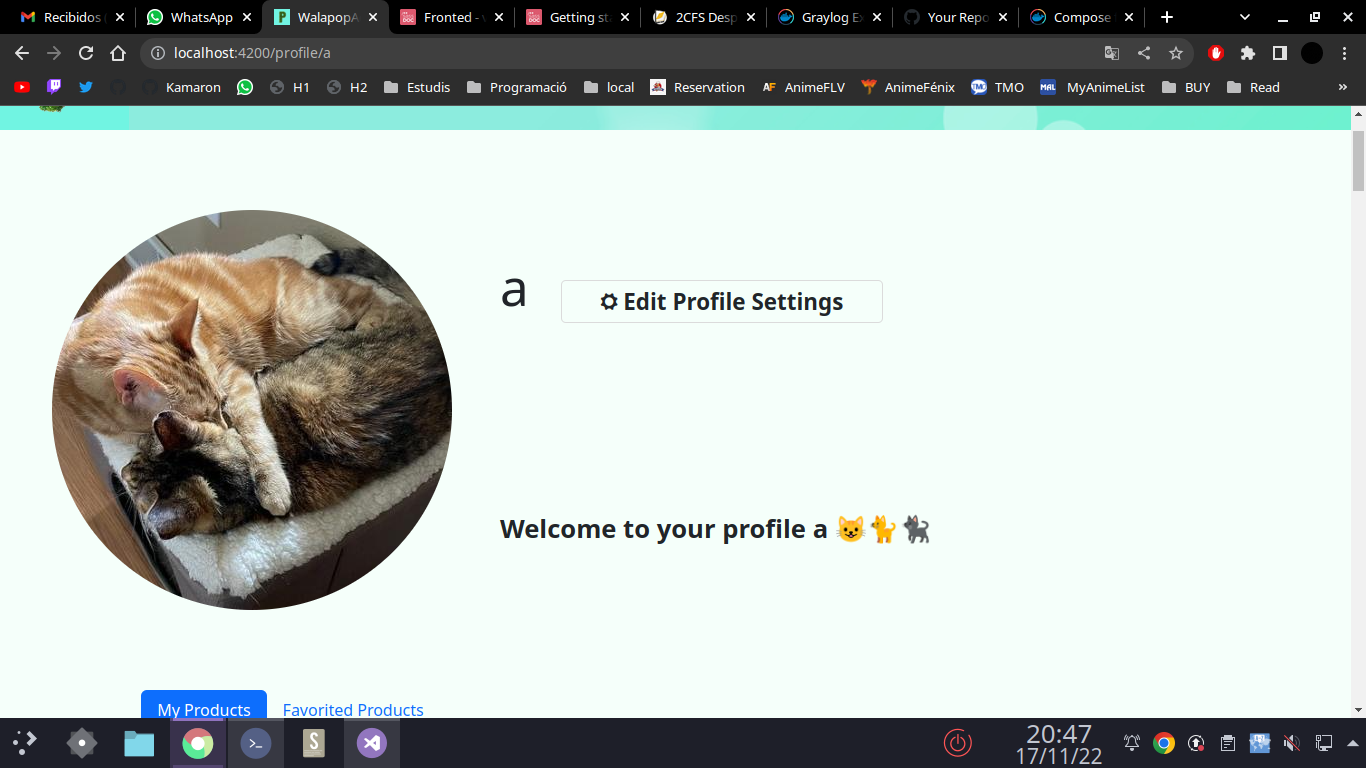 Recibidos
WhatsApp
WalapopA
Fronted -
Getting st
2CFS Desp
Graylog Ex
Your Repo
Compose
localhost:4200/profile/a
Kamaron
H1
H2
Estudis
Programació
local
Reservation
AnimeFLV
AnimeFénix
TMO
MyAnimeList
BUY
Read
»
a
Edit Profile Settings
Welcome to your profile a 😺🐈🐈‍⬛
My Products
Favorited Products
20:47
17/11/22